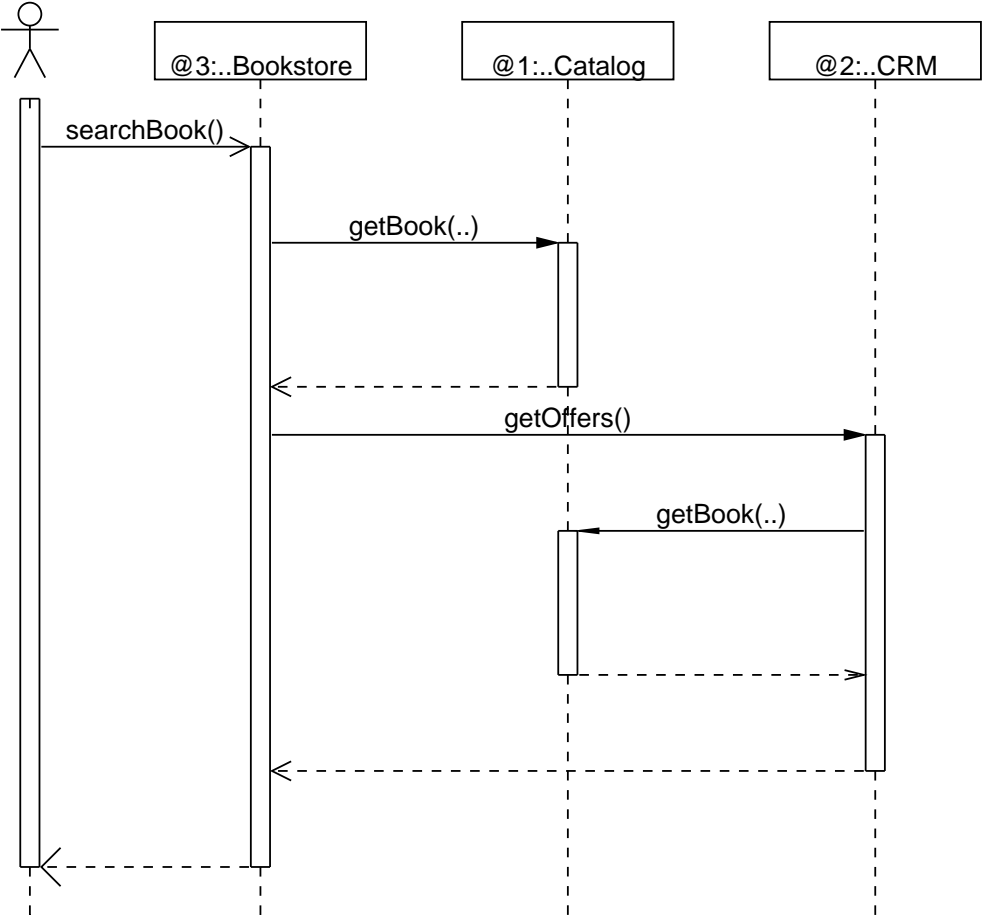 @3:..Bookstore
@1:..Catalog
@2:..CRM
searchBook()
getBook(..)
getOffers()
getBook(..)